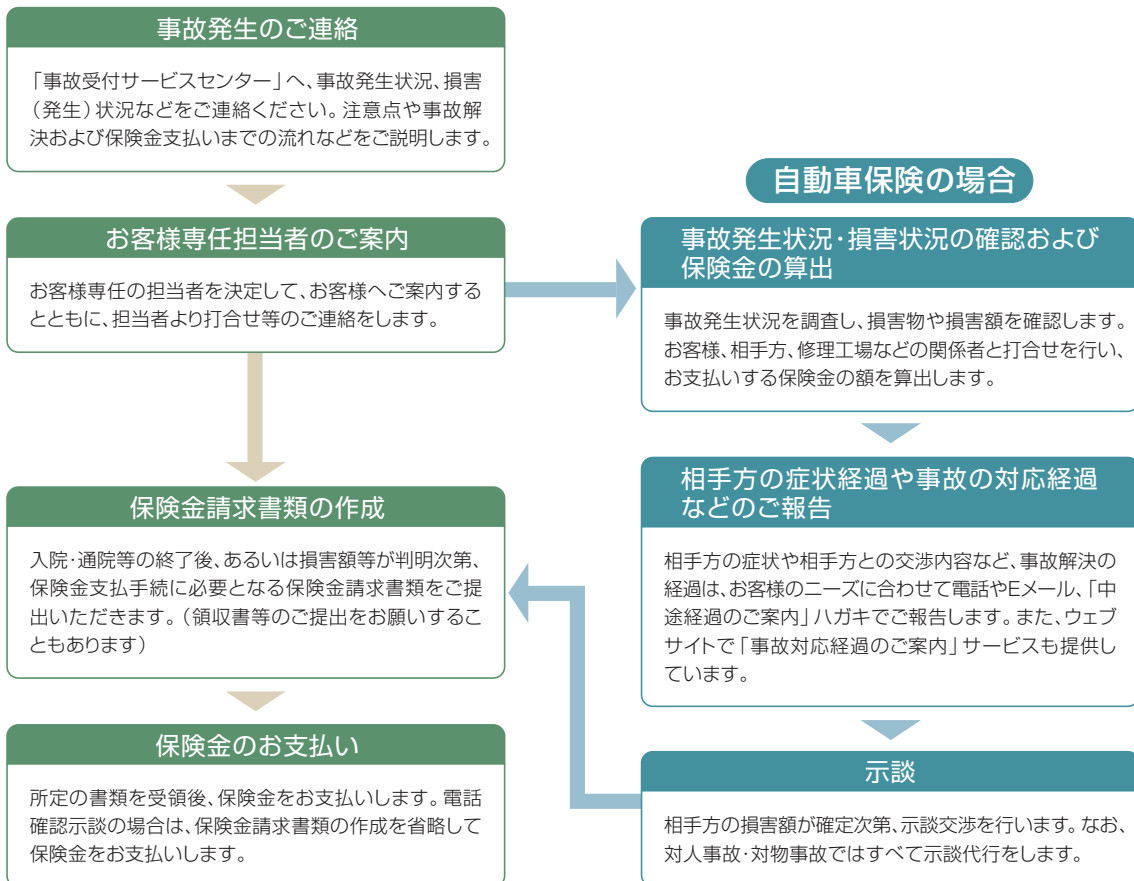 事故発生のご連絡
「事故受付サービスセンター」へ、事故発生状況、損害
（発生）状況などをご連絡ください。注意点や事故解
決および保険金支払いまでの流れなどをご説明します。
お客様専任担当者のご案内
お客様専任の担当者を決定して、お客様へご案内する
とともに、担当者より打合せ等のご連絡をします。
自動車保険の場合
事故発生状況・損害状況の確認および
保険金の算出
事故発生状況を調査し、損害物や損害額を確認します。
お客様、相手方、修理工場などの関係者と打合せを行い、
お支払いする保険金の額を算出します。
相手方の症状経過や事故の対応経過
などのご報告
相手方の症状や相手方との交渉内容など、事故解決の
経過は、お客様のニーズに合わせて電話やEメール、「中
途経過のご案内」ハガキでご報告します。また、ウェブ
サイトで「事故対応経過のご案内」サービスも提供し
ています。
示談
相手方の損害額が確定次第、示談交渉を行います。なお、
対人事故・対物事故ではすべて示談代行をします。
保険金請求書類の作成
入院・通院等の終了後、あるいは損害額等が判明次第、
保険金支払手続に必要となる保険金請求書類をご提
出いただきます。（領収書等のご提出をお願いするこ
ともあります）
保険金のお支払い
所定の書類を受領後、保険金をお支払いします。電話
確認示談の場合は、保険金請求書類の作成を省略して
保険金をお支払いします。